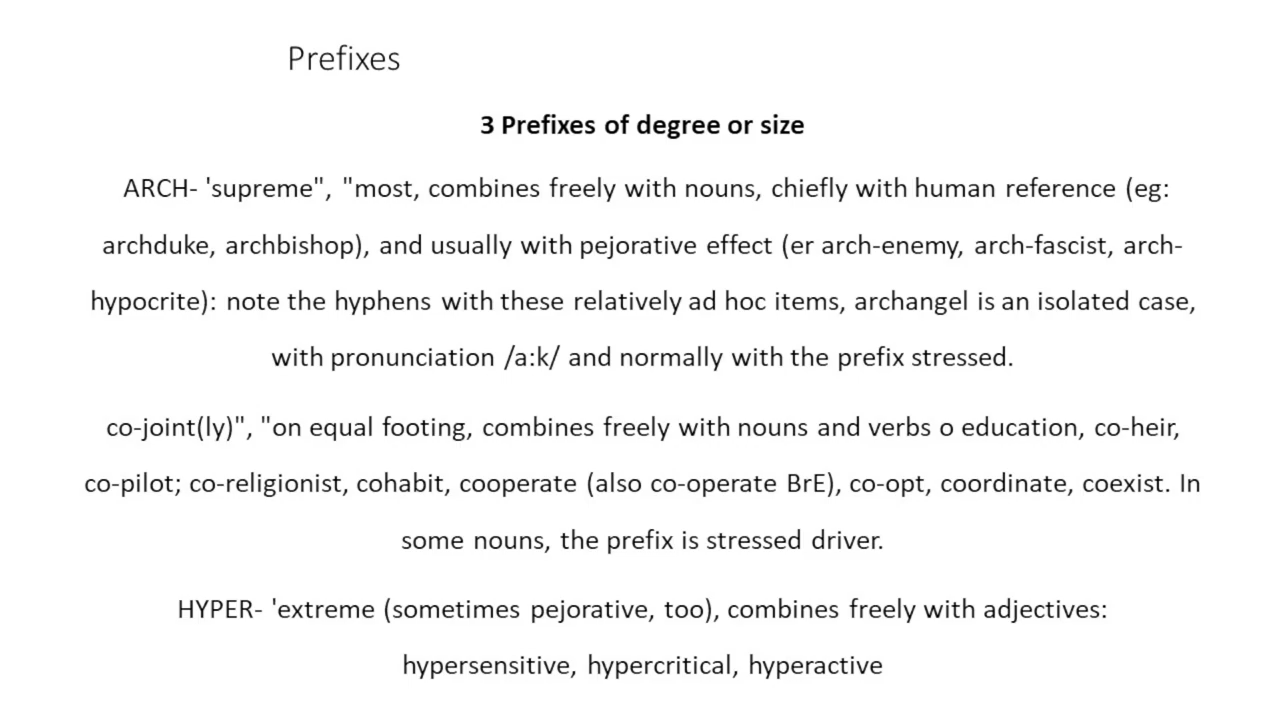 Prefixes
3 Prefixes of degree or size
ARCH- 'supreme", "most, combines freely with nouns, chiefly with human reference (eg:
archduke, archbishop), and usually with pejorative effect (er arch-enemy, arch-fascist, arch-
hypocrite): note the hyphens with these relatively ad hoc items, archangel is an isolated case,
with pronunciation /a:k/ and normally with the prefix stressed.
co-joint(ly)", "on equal footing, combines freely with nouns and verbs o education, co-heir,
co-pilot; co-religionist, cohabit, cooperate (also co-operate BrE), co-opt, coordinate, coexist. In
some nouns, the prefix is stressed driver.
HYPER- 'extreme (sometimes pejorative, too), combines freely with adjectives:
hypersensitive, hypercritical, hyperactive